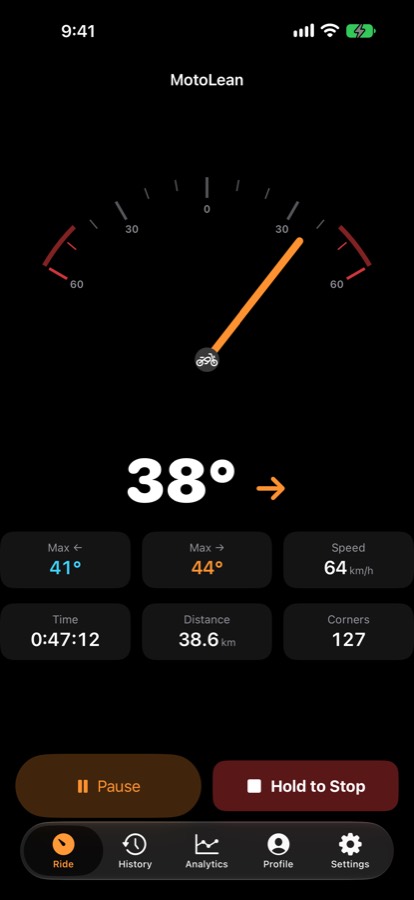 9:41
MotoLean
0
30 30
60 60
38° →
Max ← Max → Speed
41° 44° 64 km/h
Time Distance Corners
0:47:12 38.6 km 127
Pause Hold to Stop
Ride History Analytics Profile Settings